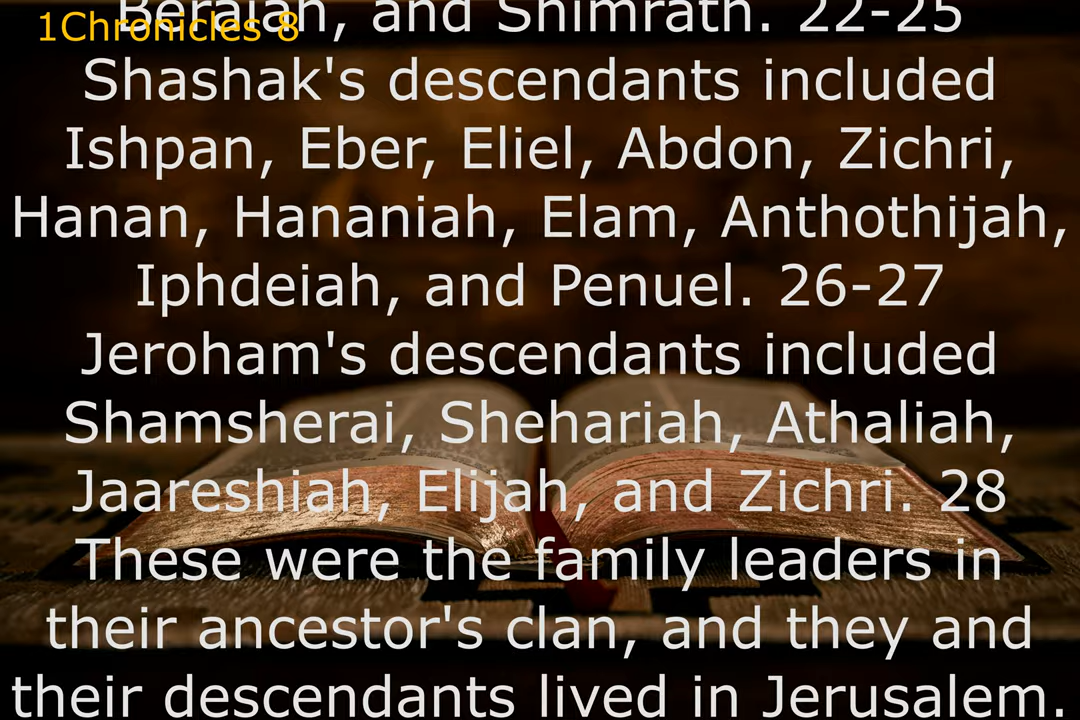 1Chronicles 8
Beraiah, and Shimrath. 22-25
Shashak's descendants included
Ishpan, Eber, Eliel, Abdon, Zichri,
Hanan, Hananiah, Elam, Anthothijah,
Iphdeiah, and Penuel. 26-27
Jeroham's descendants included
Shamsherai, Shehariah, Athaliah,
Jaareshiah, Elijah, and Zichri. 28
These were the family leaders in
their ancestor's clan, and they and
their descendants lived in Jerusalem.